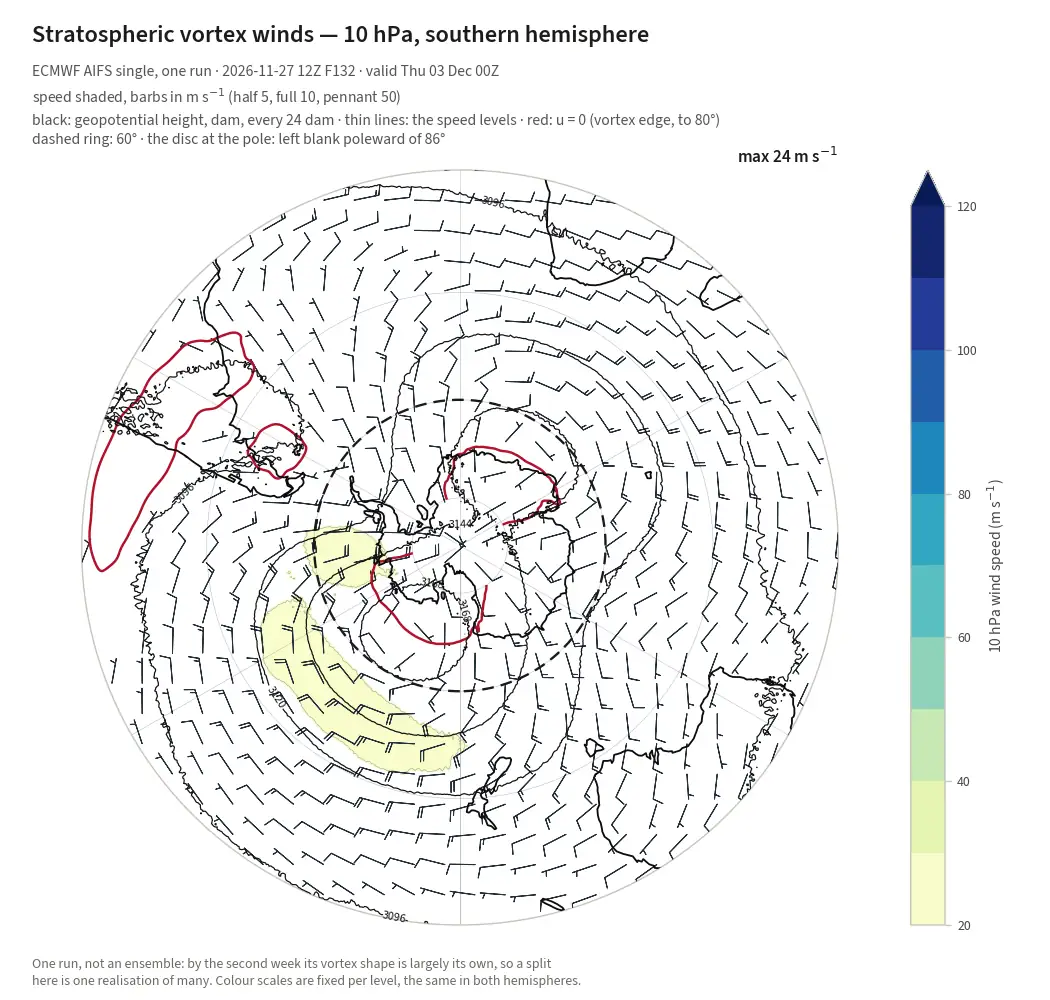 Stratospheric vortex winds — 10 hPa, southern hemisphere
ECMWF AIFS single, one run · 2026-11-27 12Z F132 · valid Thu 03 Dec 00Z
speed shaded, barbs in m s⁻¹ (half 5, full 10, pennant 50)
black: geopotential height, dam, every 24 dam · thin lines: the speed levels · red: u = 0 (vortex edge, to 80°)
dashed ring: 60° · the disc at the pole: left blank poleward of 86°
max 24 m s⁻¹
3096
3096
3144
3168
3120
3096
120
100
80
60
40
20
10 hPa wind speed (m s⁻¹)
One run, not an ensemble: by the second week its vortex shape is largely its own, so a split
here is one realisation of many. Colour scales are fixed per level, the same in both hemispheres.